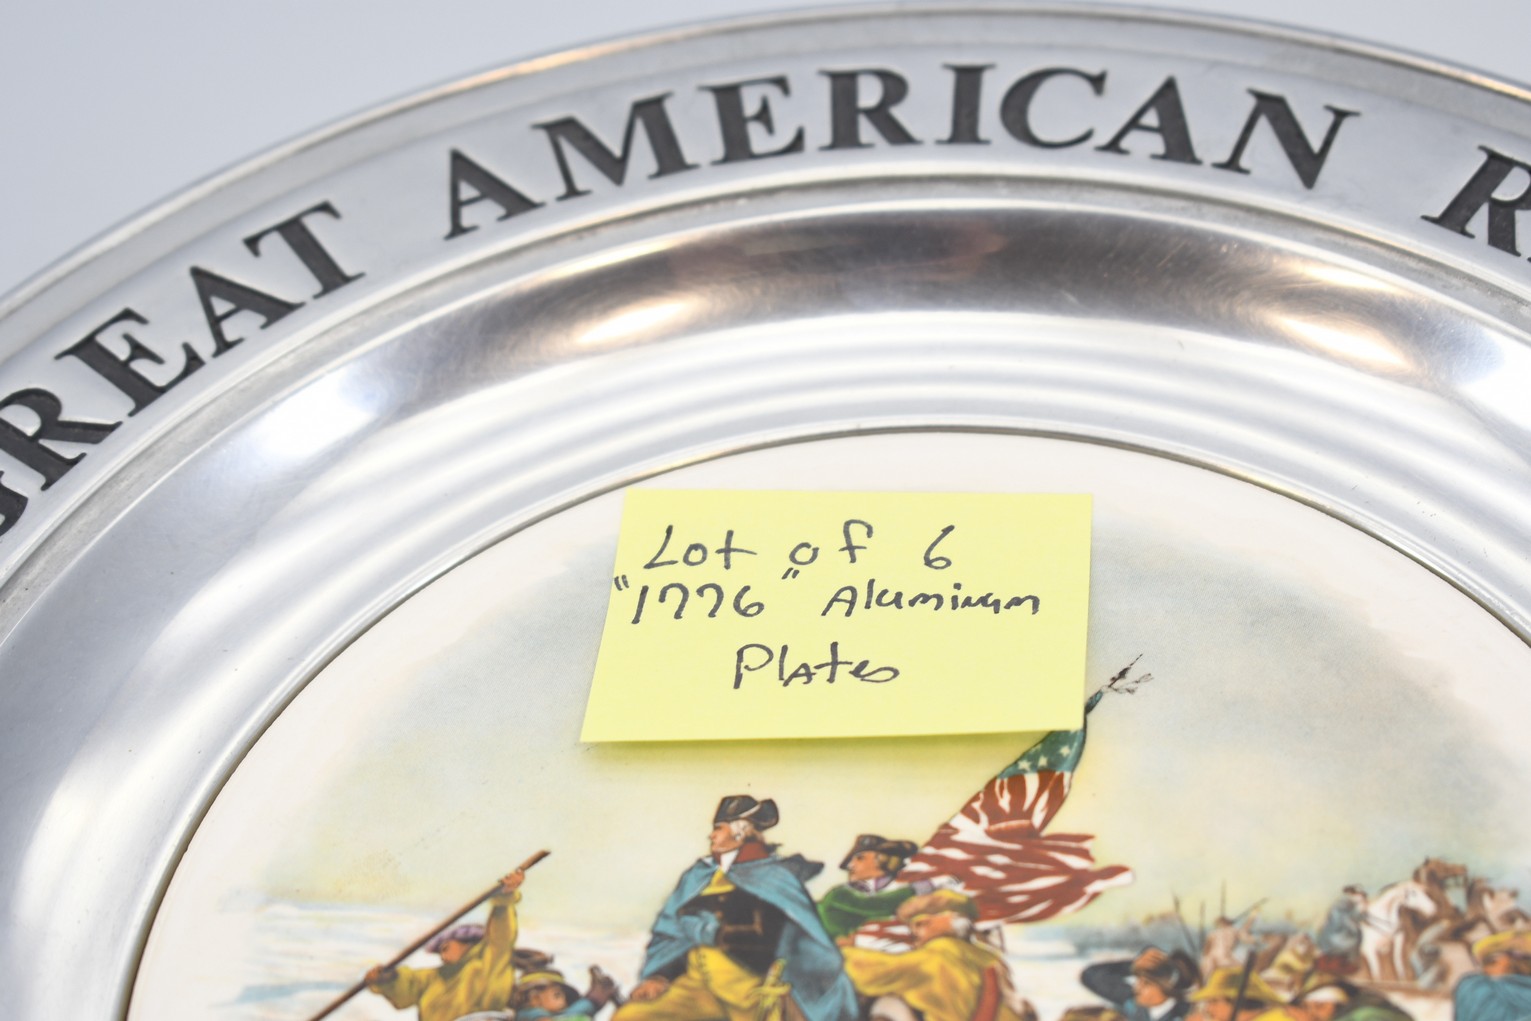 GREAT AMERICAN R
Lot of 6
"1776" Aluminum
Plates